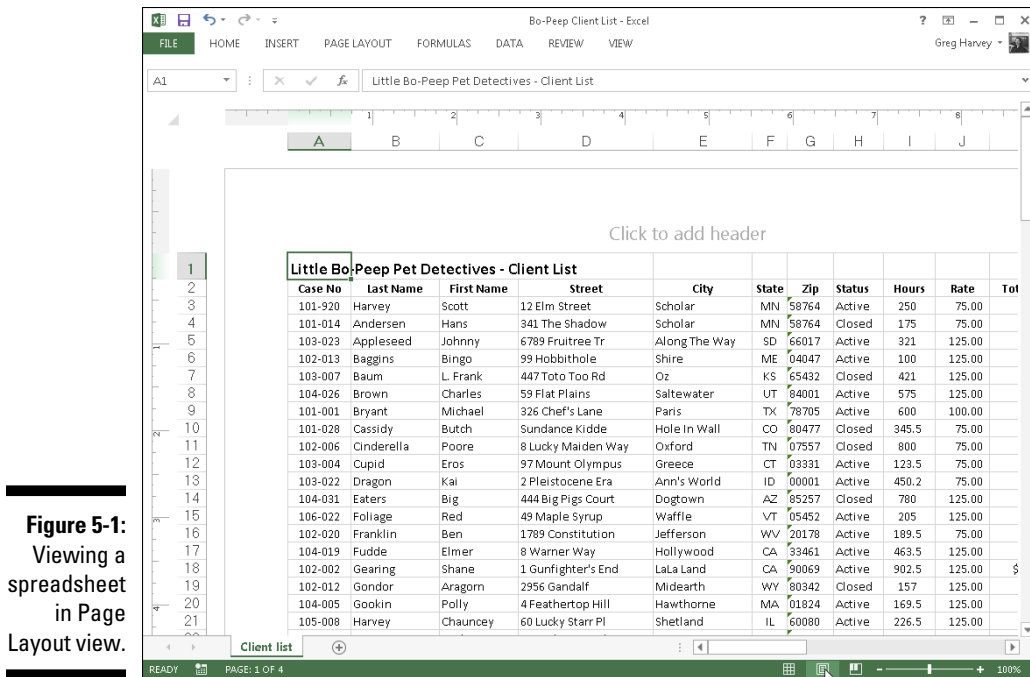 Bo-Peep Client List - Excel
FILE HOME INSERT PAGE LAYOUT FORMULAS DATA REVIEW VIEW Greg Harvey
A1 fx Little Bo-Peep Pet Detectives - Client List
1 2 3 4 5 6 7 8
A B C D E F G H I J
Click to add header
1 Little Bo-Peep Pet Detectives - Client List
2 Case No Last Name First Name Street City State Zip Status Hours Rate Tot
3 101-920 Harvey Scott 12 Elm Street Scholar MN 58764 Active 250 75.00
4 101-014 Andersen Hans 341 The Shadow Scholar MN 58764 Closed 175 75.00
5 103-023 Appleseed Johnny 6789 Fruitree Tr Along The Way SD 66017 Active 321 125.00
6 102-013 Baggins Bingo 99 Hobbithole Shire ME 04047 Active 100 125.00
7 103-007 Baum L. Frank 447 Toto Too Rd Oz KS 65432 Closed 421 125.00
8 104-026 Brown Charles 59 Flat Plains Saltewater UT 84001 Active 575 125.00
9 101-001 Bryant Michael 326 Chef's Lane Paris TX 78705 Active 600 100.00
10 101-028 Cassidy Butch Sundance Kidde Hole In Wall CO 80477 Closed 345.5 75.00
11 102-006 Cinderella Poore 8 Lucky Maiden Way Oxford TN 07557 Closed 800 75.00
12 103-004 Cupid Eros 97 Mount Olympus Greece CT 03331 Active 123.5 75.00
13 103-022 Dragon Kai 2 Pleistocene Era Ann's World ID 00001 Active 450.2 75.00
14 104-031 Eaters Big 444 Big Pigs Court Dogtown AZ 85257 Closed 780 125.00
15 106-022 Foliage Red 49 Maple Syrup Waffle VT 05452 Active 205 125.00
16 102-020 Franklin Ben 1789 Constitution Jefferson WV 20178 Active 189.5 75.00
17 104-019 Fudde Elmer 8 Warner Way Hollywood CA 33461 Active 463.5 125.00
18 102-002 Gearing Shane 1 Gunfighter's End LaLa Land CA 90069 Active 902.5 125.00 $
19 102-012 Gondor Aragorn 2956 Gandalf Midearth WY 80342 Closed 157 125.00
20 104-005 Gookin Polly 4 Feathertop Hill Hawthorne MA 01824 Active 169.5 125.00
21 105-008 Harvey Chauncey 60 Lucky Starr Pl Shetland IL 60080 Active 226.5 125.00
Client list
READY PAGE: 1 OF 4 100%
Figure 5-1:
Viewing a
spreadsheet
in Page
Layout view.